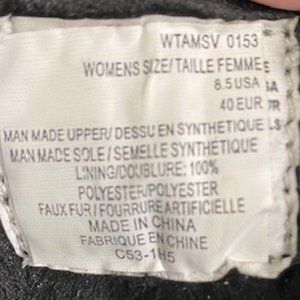 WTAMSV 0153
WOMENS SIZE/TAILLE FEMME
8.5 USA
40 EUR
MAN MADE UPPER/ DESSU EN SYNTHETIQUE
MAN MADE SOLE / SEMELLE SYNTHETIQUE
LINING/DOUBLURE: 100%
POLYESTER/POLYESTER
FAUX FUR / FOURRURE ARTIFICIELLE
MADE IN CHINA
FABRIQUE EN CHINE
C53-1H5